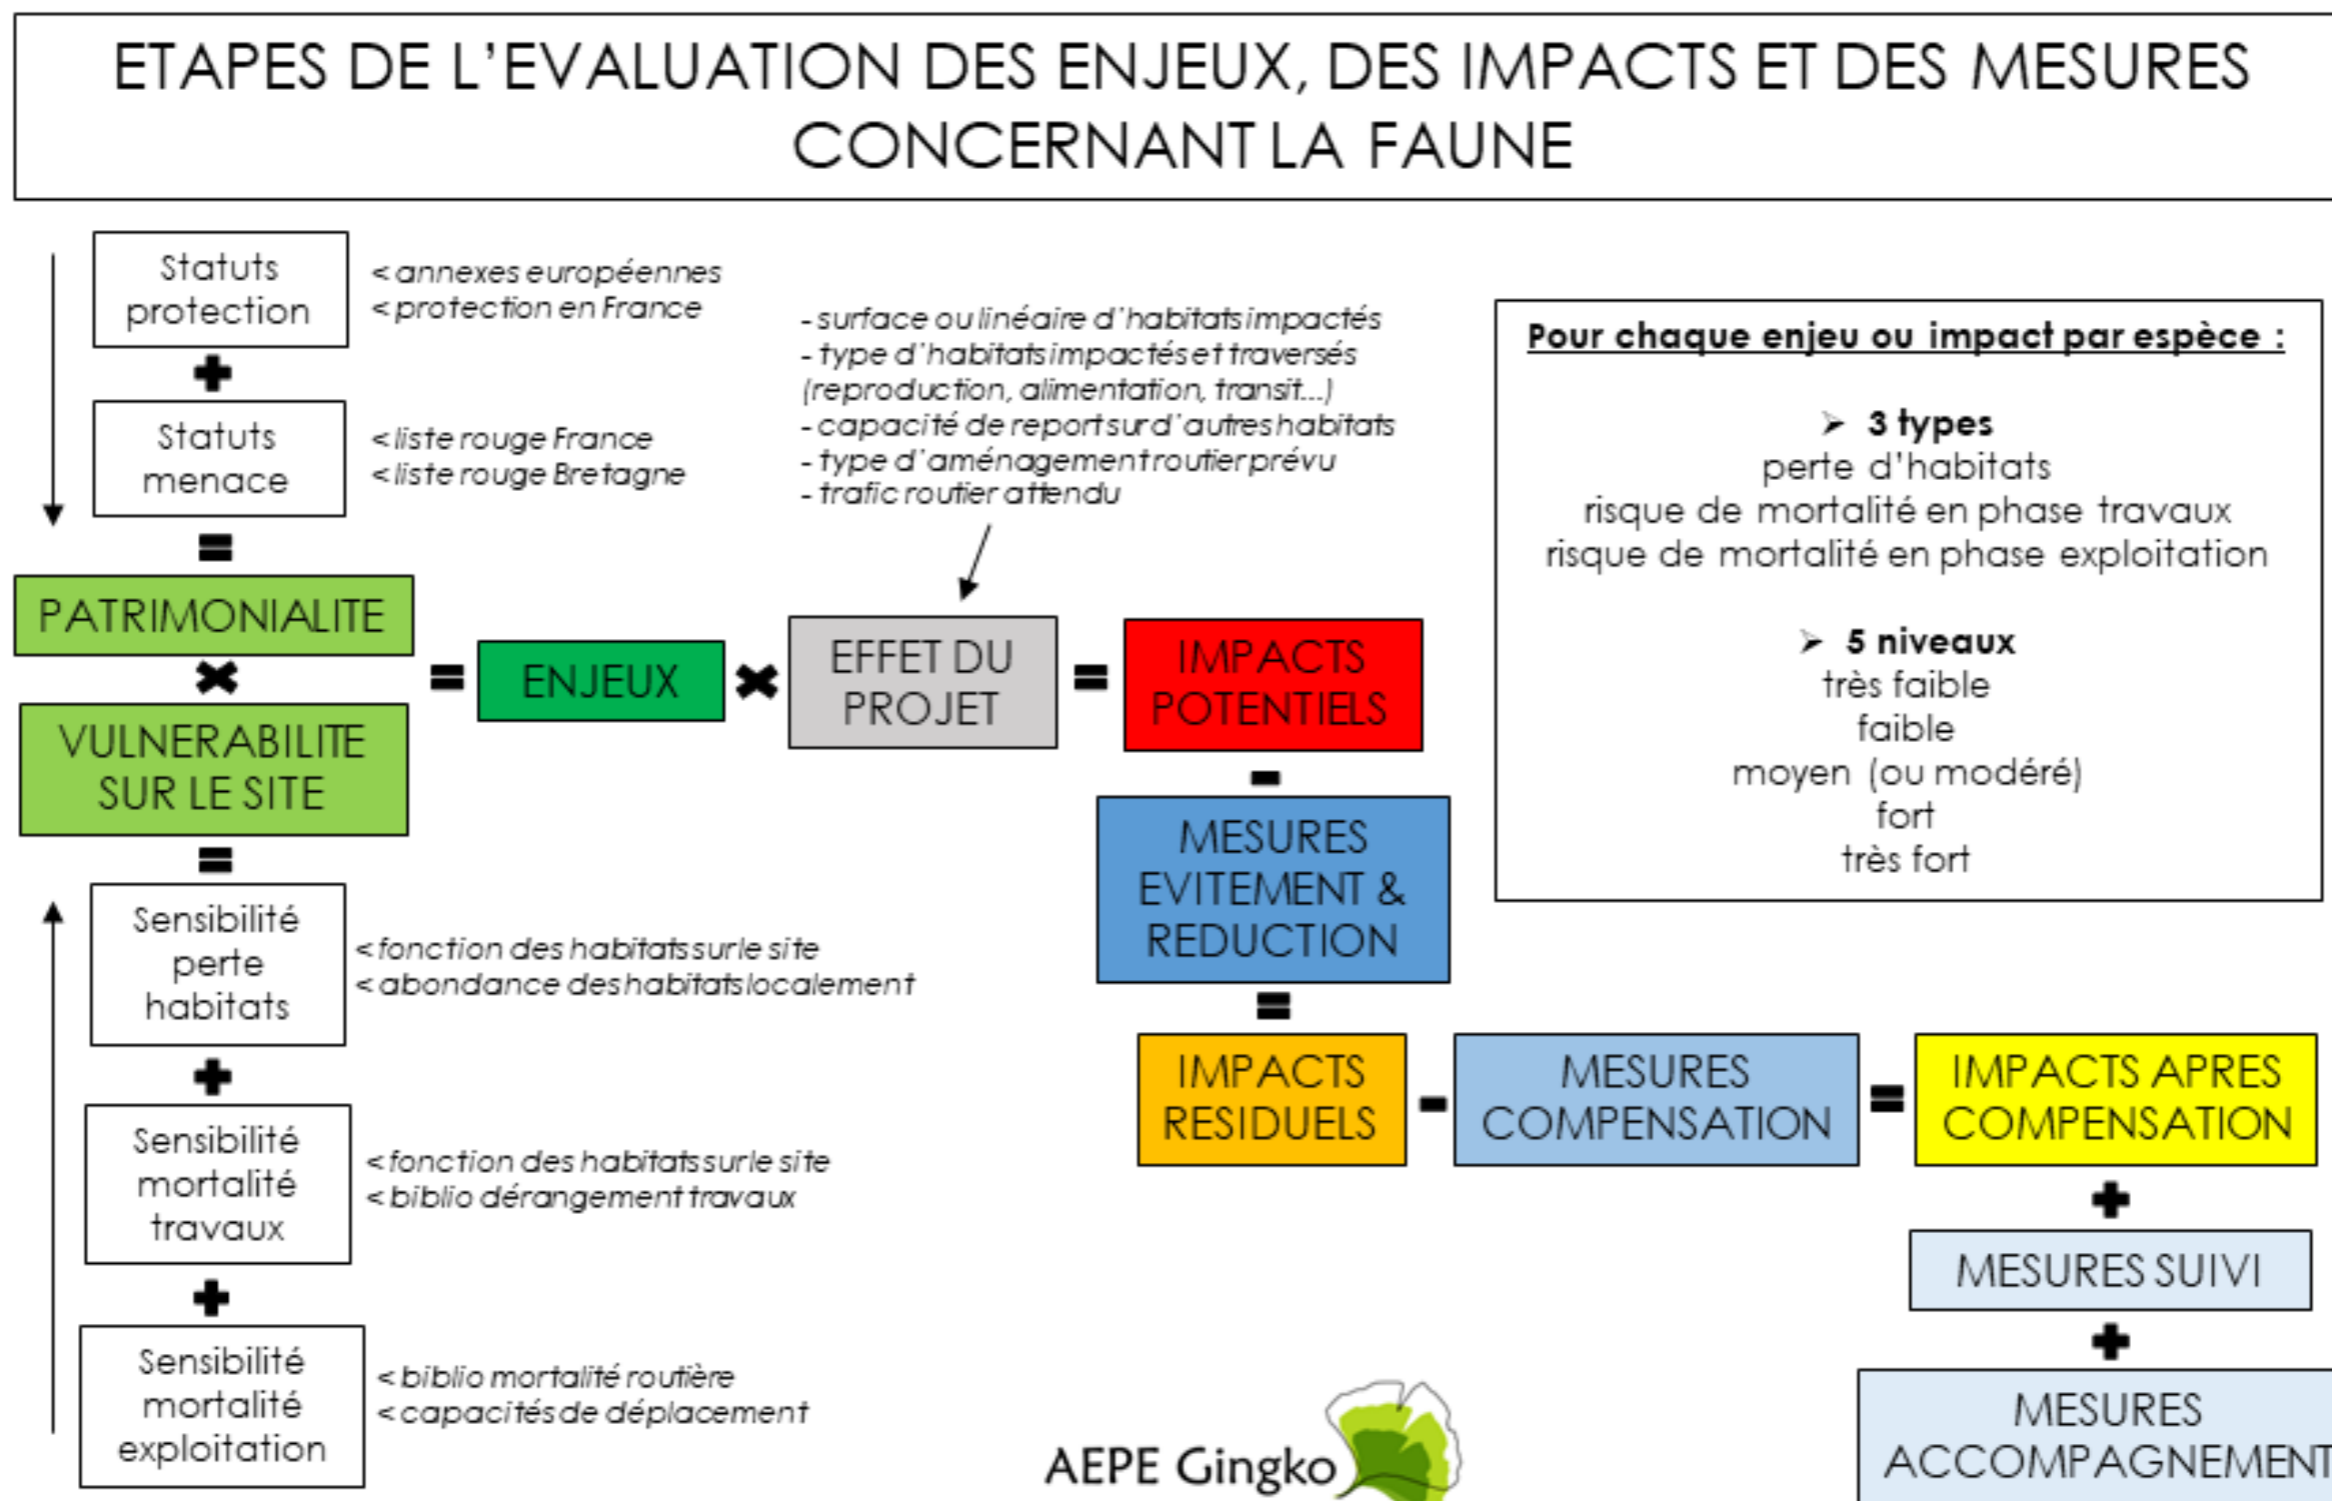 ETAPES DE L'EVALUATION DES ENJEUX, DES IMPACTS ET DES MESURES
CONCERNANT LA FAUNE
Statuts
protection
< annexes européennes
< protection en France
Statuts
menace
< liste rouge France
< liste rouge Bretagne
- surface ou linéaire d'habitats impactés
- type d'habitats impactés et traversés
(reproduction, alimentation, transit...)
- capacité de report sur d'autres habitats
- type d'aménagement routier prévu
- trafic routier attendu
Pour chaque enjeu ou impact par espèce :
➢ 3 types
perte d'habitats
risque de mortalité en phase travaux
risque de mortalité en phase exploitation
➢ 5 niveaux
très faible
faible
moyen (ou modéré)
fort
très fort
PATRIMONIALITE
VULNERABILITE
SUR LE SITE
ENJEUX
EFFET DU
PROJET
IMPACTS
POTENTIELS
MESURES
EVITEMENT &
REDUCTION
Sensibilité
perte
habitats
< fonction des habitats sur le site
< abondance des habitats localement
IMPACTS
RESIDUELS
MESURES
COMPENSATION
IMPACTS APRES
COMPENSATION
Sensibilité
mortalité
travaux
< fonction des habitats sur le site
< biblio dérangement travaux
MESURES SUIVI
Sensibilité
mortalité
exploitation
< biblio mortalité routière
< capacités de déplacement
MESURES
ACCOMPAGNEMENT
AEPE Gingko